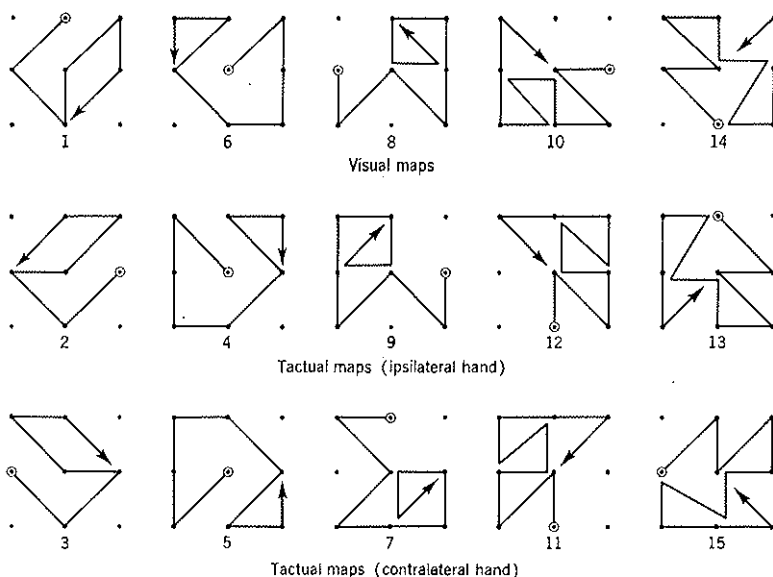 1 6 8 10 14
Visual maps
2 4 9 12 13
Tactual maps (ipsilateral hand)
3 5 7 11 15
Tactual maps (contralateral hand)